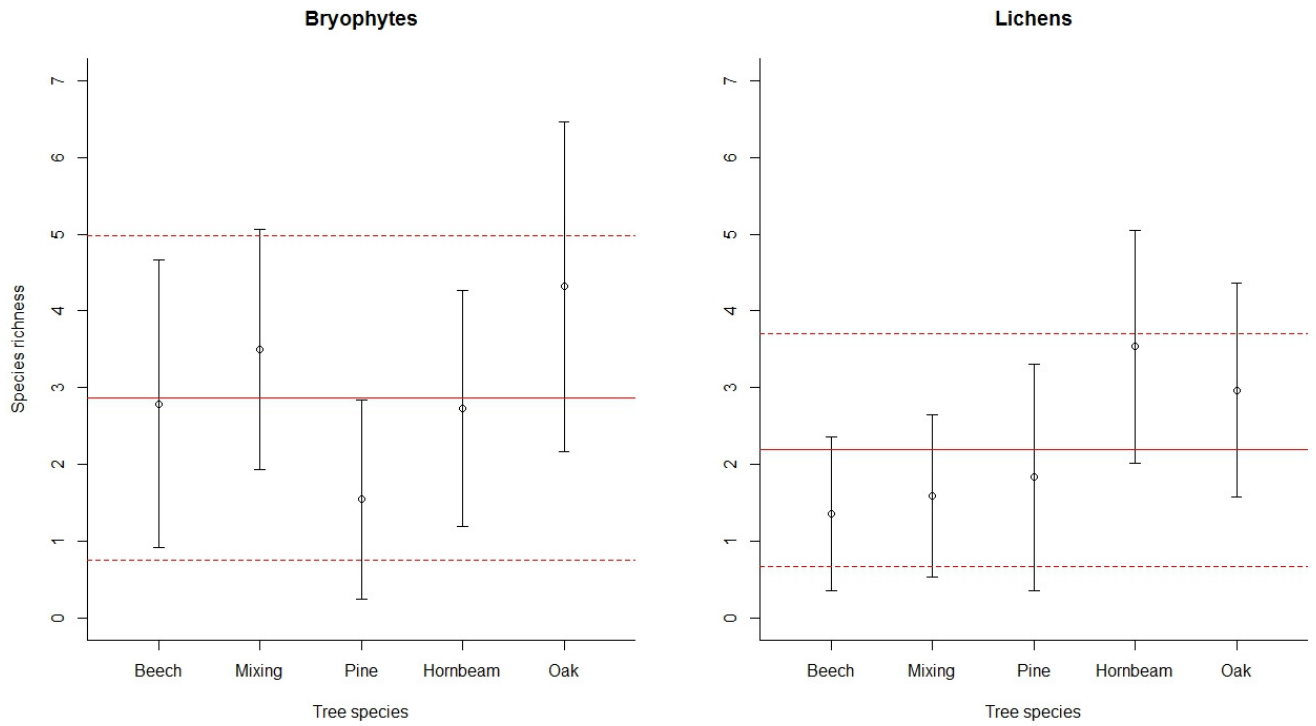 Bryophytes
Species richness
7
6
5
4
3
2
1
0
Beech Mixing Pine Hornbeam Oak
Tree species
Lichens
7
6
5
4
3
2
1
0
Beech Mixing Pine Hornbeam Oak
Tree species